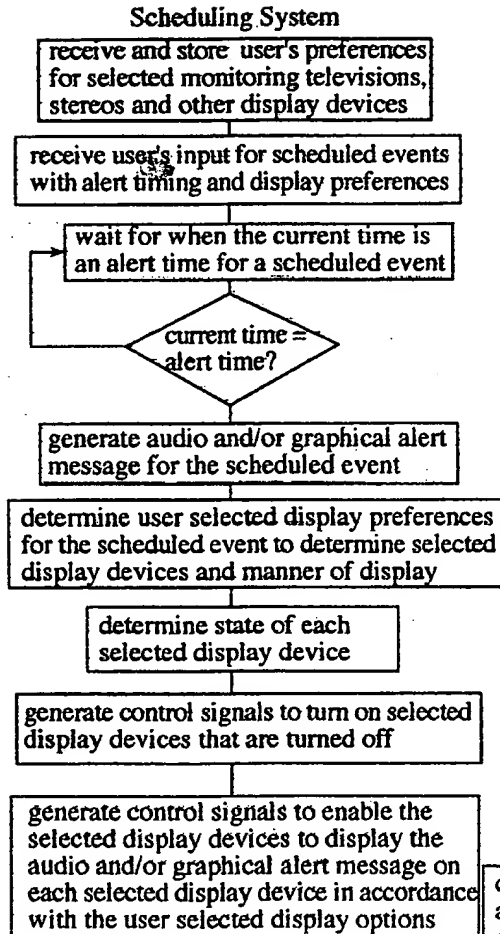 Scheduling System
receive and store user's preferences
for selected monitoring televisions,
stereos and other display devices
receive user's input for scheduled events
with alert timing and display preferences
wait for when the current time is
an alert time for a scheduled event
current time =
alert time?
generate audio and/or graphical alert
message for the scheduled event
determine user selected display preferences
for the scheduled event to determine selected
display devices and manner of display
determine state of each
selected display device
generate control signals to turn on selected
display devices that are turned off
generate control signals to enable the
selected display devices to display the
audio and/or graphical alert message on
each selected display device in accordance
with the user selected display options